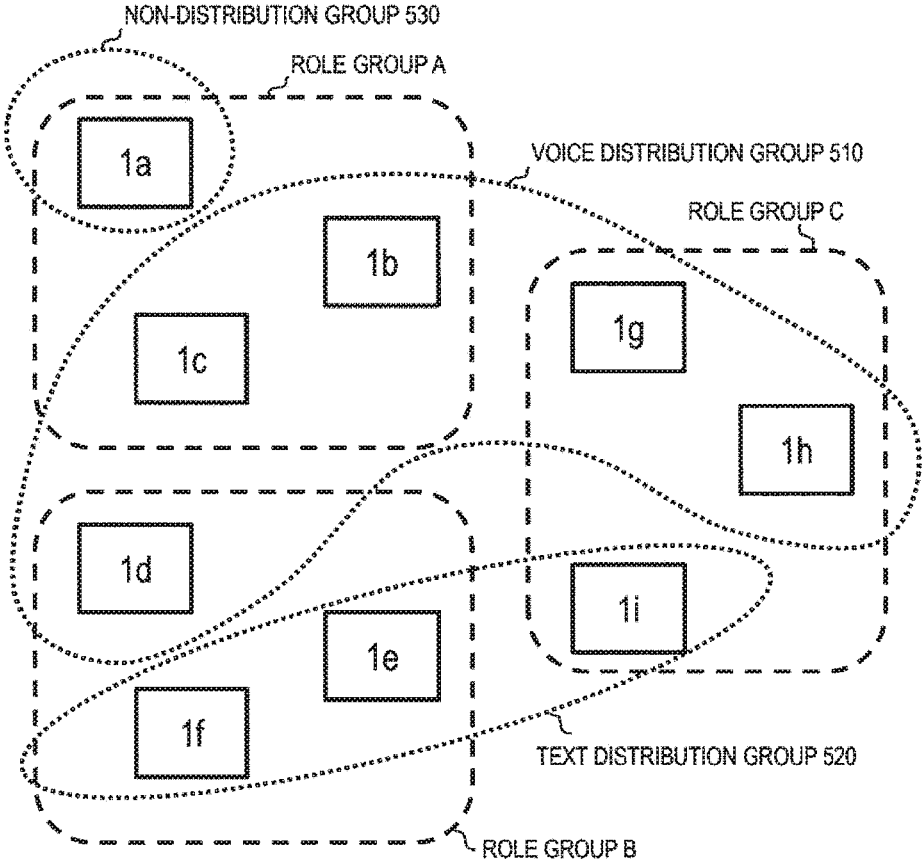 NON-DISTRIBUTION GROUP 530
ROLE GROUP A
1a
VOICE DISTRIBUTION GROUP 510
ROLE GROUP C
1b
1g
1c
1h
1d
1i
1e
1f
TEXT DISTRIBUTION GROUP 520
ROLE GROUP B